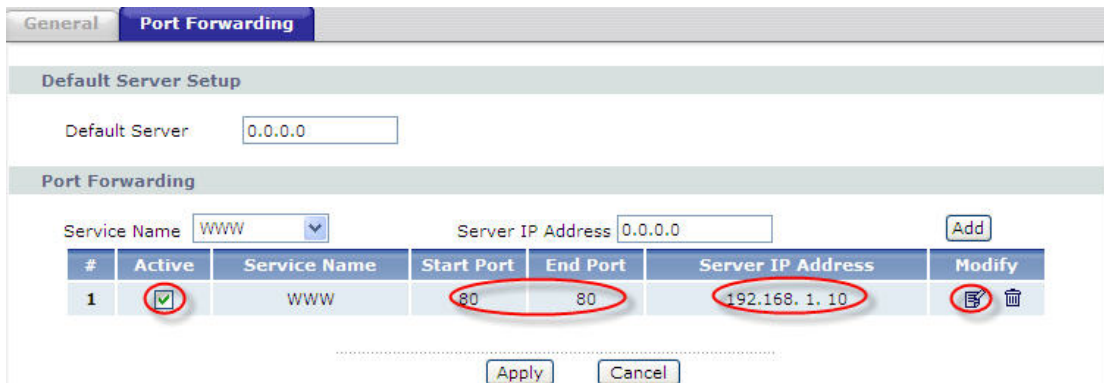 General Port Forwarding
Default Server Setup
Default Server 0.0.0.0
Port Forwarding
Service Name WWW Server IP Address 0.0.0.0 Add
# Active Service Name Start Port End Port Server IP Address Modify
1 WWW 80 80 192.168. 1. 10
Apply Cancel